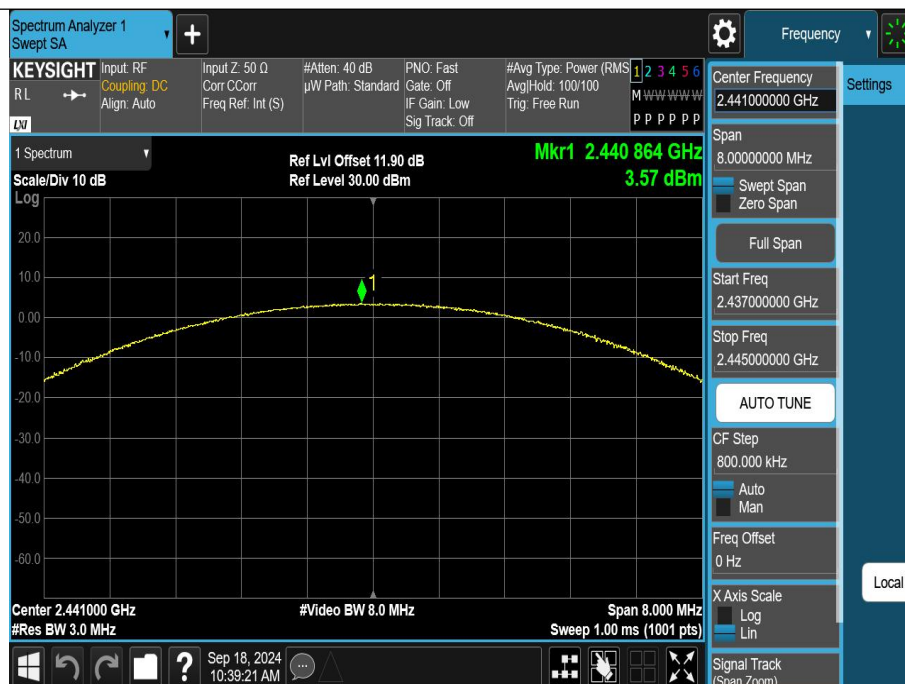 Spectrum Analyzer 1
Swept SA
+
Frequency
KEYSIGHT
R L
LXI
Input: RF
Coupling: DC
Align: Auto
Input Z: 50 Ω
Corr CCorr
Freq Ref: Int (S)
#Atten: 40 dB
µW Path: Standard
PNO: Fast
Gate: Off
IF Gain: Low
Sig Track: Off
#Avg Type: Power (RMS
Avg|Hold: 100/100
Trig: Free Run
1 2 3 4 5 6
M W W W W W
P P P P P P
1 Spectrum
Scale/Div 10 dB
Log
Ref Lvl Offset 11.90 dB
Ref Level 30.00 dBm
Mkr1 2.440 864 GHz
3.57 dBm
20.0
10.0
0.00
-10.0
-20.0
-30.0
-40.0
-50.0
-60.0
1
Center 2.441000 GHz
#Res BW 3.0 MHz
#Video BW 8.0 MHz
Span 8.000 MHz
Sweep 1.00 ms (1001 pts)
?
Sep 18, 2024
10:39:21 AM
Center Frequency
2.441000000 GHz
Settings
Span
8.00000000 MHz
Swept Span
Zero Span
Full Span
Start Freq
2.437000000 GHz
Stop Freq
2.445000000 GHz
AUTO TUNE
CF Step
800.000 kHz
Auto
Man
Freq Offset
0 Hz
X Axis Scale
Log
Lin
Signal Track
(Span Zoom)
Local